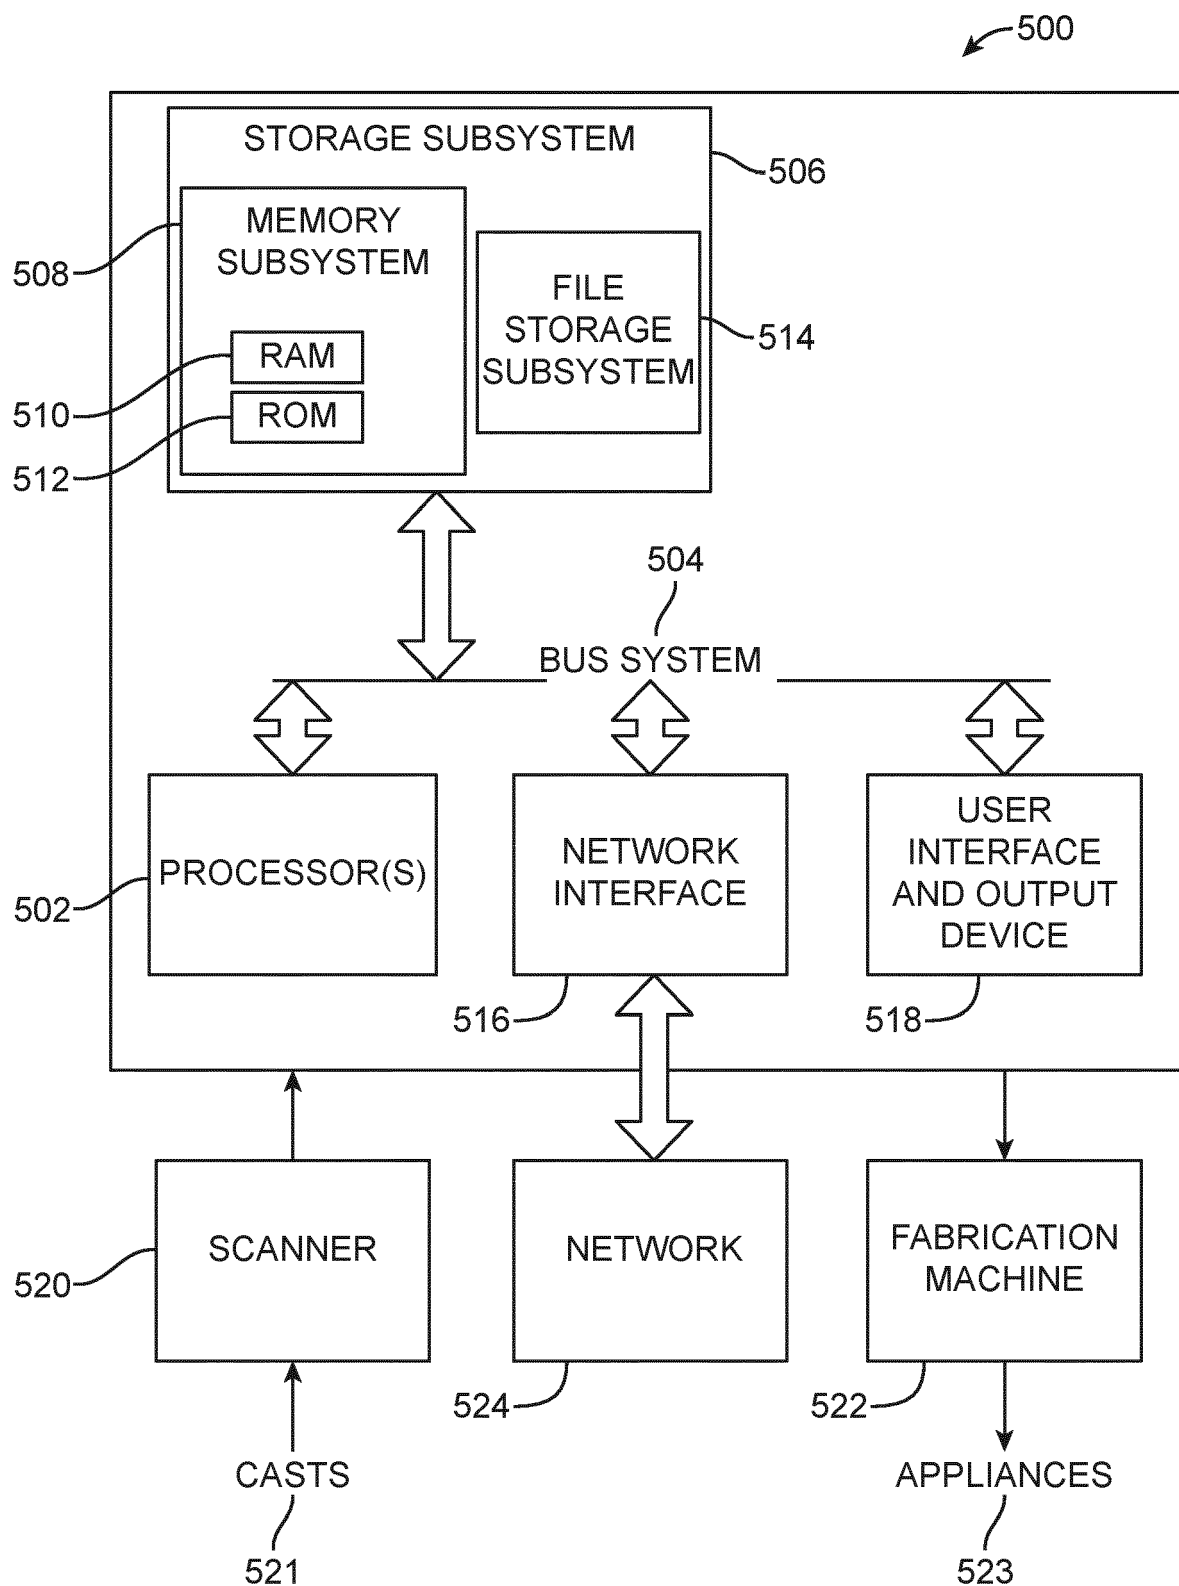 500
STORAGE SUBSYSTEM
506
MEMORY
SUBSYSTEM
508
FILE
STORAGE
SUBSYSTEM
514
RAM
510
ROM
512
504
BUS SYSTEM
PROCESSOR(S)
502
NETWORK
INTERFACE
516
USER
INTERFACE
AND OUTPUT
DEVICE
518
SCANNER
520
NETWORK
524
FABRICATION
MACHINE
522
CASTS
521
APPLIANCES
523